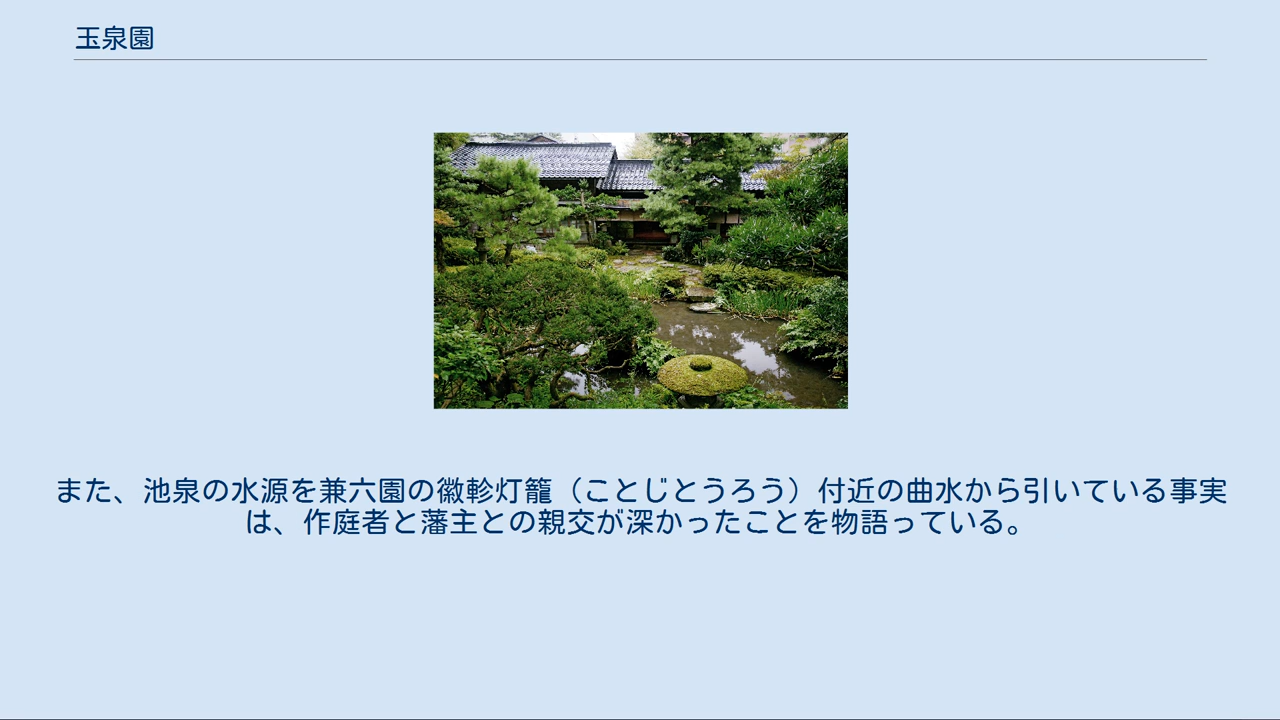 玉泉園
また、池泉の水源を兼六園の徽軫灯籠（ことじとうろう）付近の曲水から引いている事実
は、作庭者と藩主との親交が深かったことを物語っている。